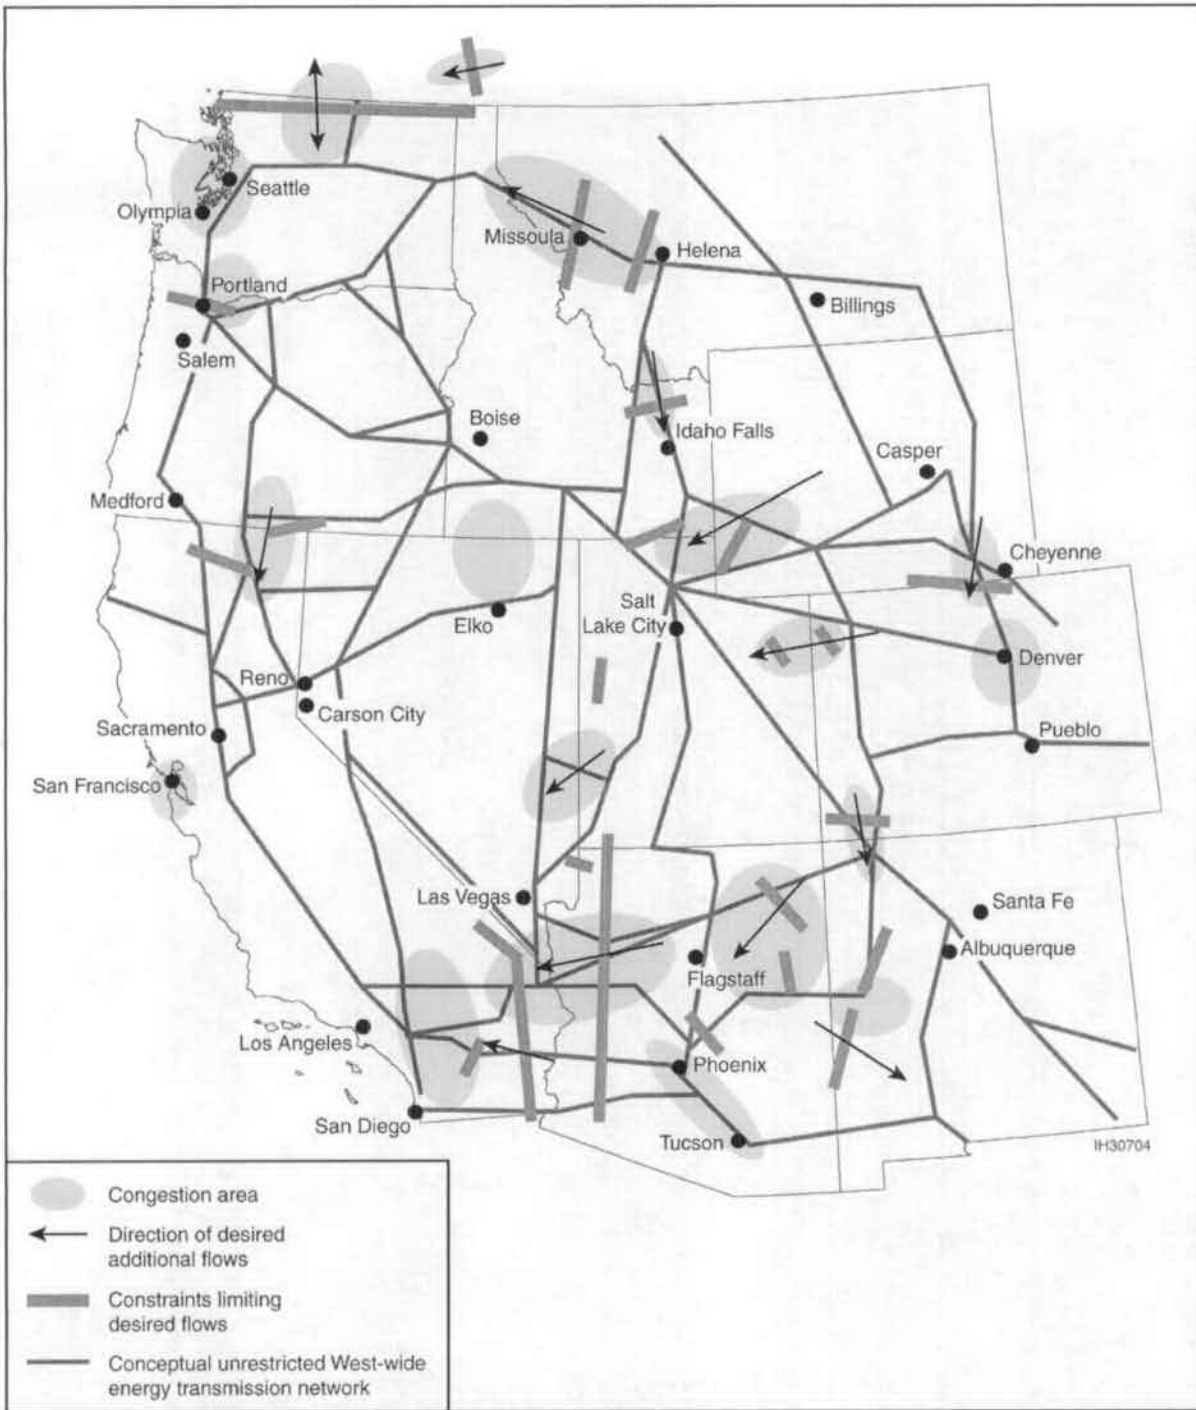 Seattle
Olympia
Missoula
Helena
Portland
Billings
Salem
Boise
Idaho Falls
Casper
Medford
Cheyenne
Salt
Lake City
Elko
Denver
Reno
Carson City
Sacramento
Pueblo
San Francisco
Las Vegas
Santa Fe
Albuquerque
Flagstaff
Los Angeles
Phoenix
San Diego
Tucson
IH30704
Congestion area
Direction of desired
additional flows
Constraints limiting
desired flows
Conceptual unrestricted West-wide
energy transmission network